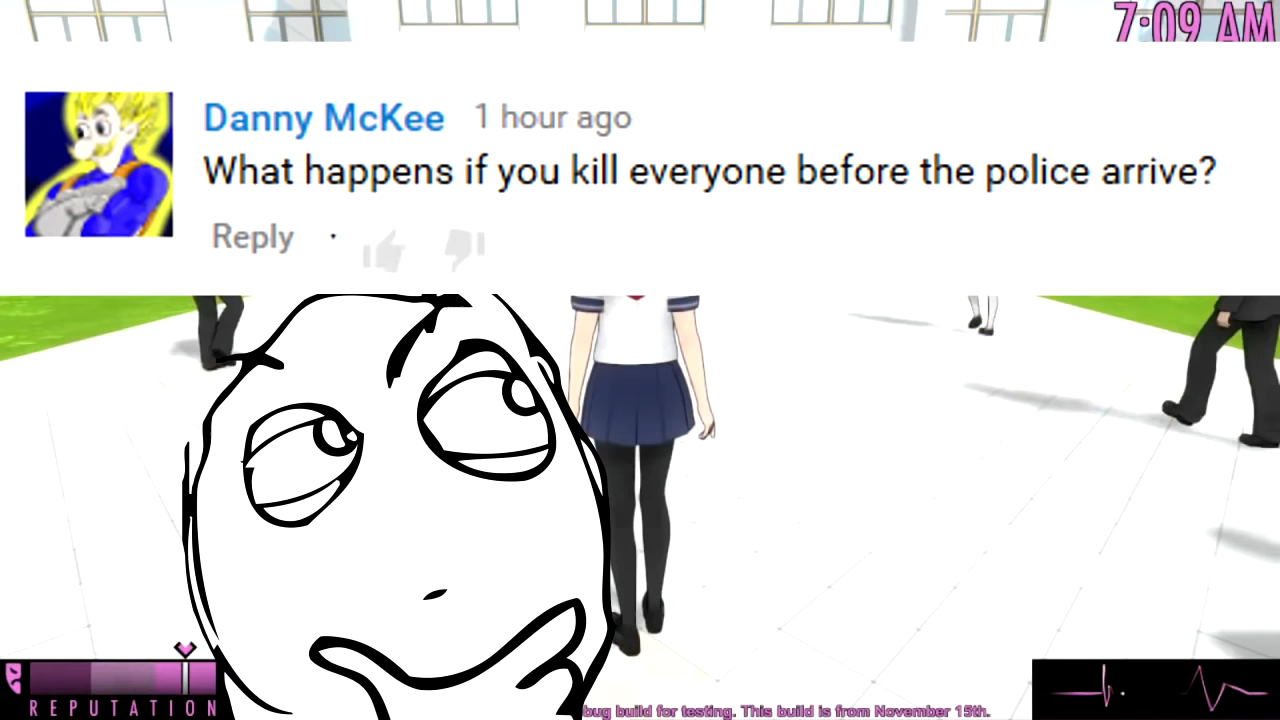 7:09 AM
Danny McKee 1 hour ago
What happens if you kill everyone before the police arrive?
Reply ·
REPUTATION
bug build for testing. This build is from November 15th.